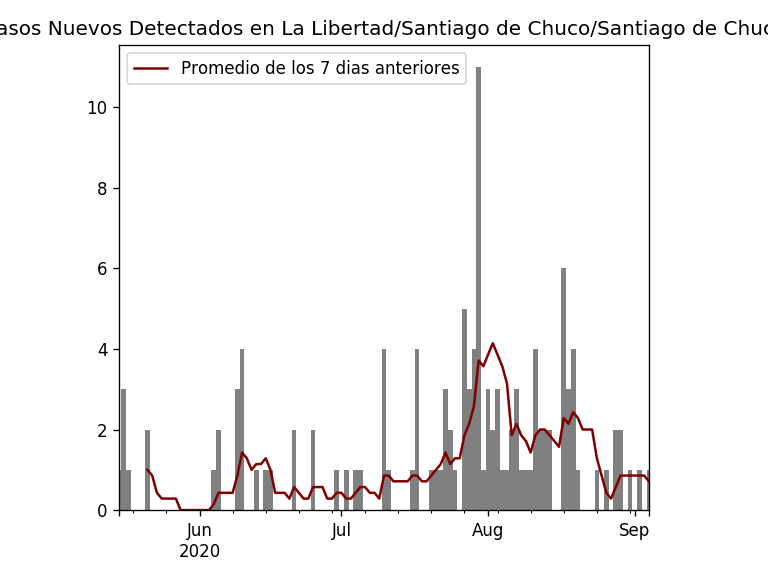 asos Nuevos Detectados en La Libertad/Santiago de Chuco/Santiago de Chuc
Promedio de los 7 dias anteriores
10
8
6
4
2
0
Jun Jul Aug Sep
2020